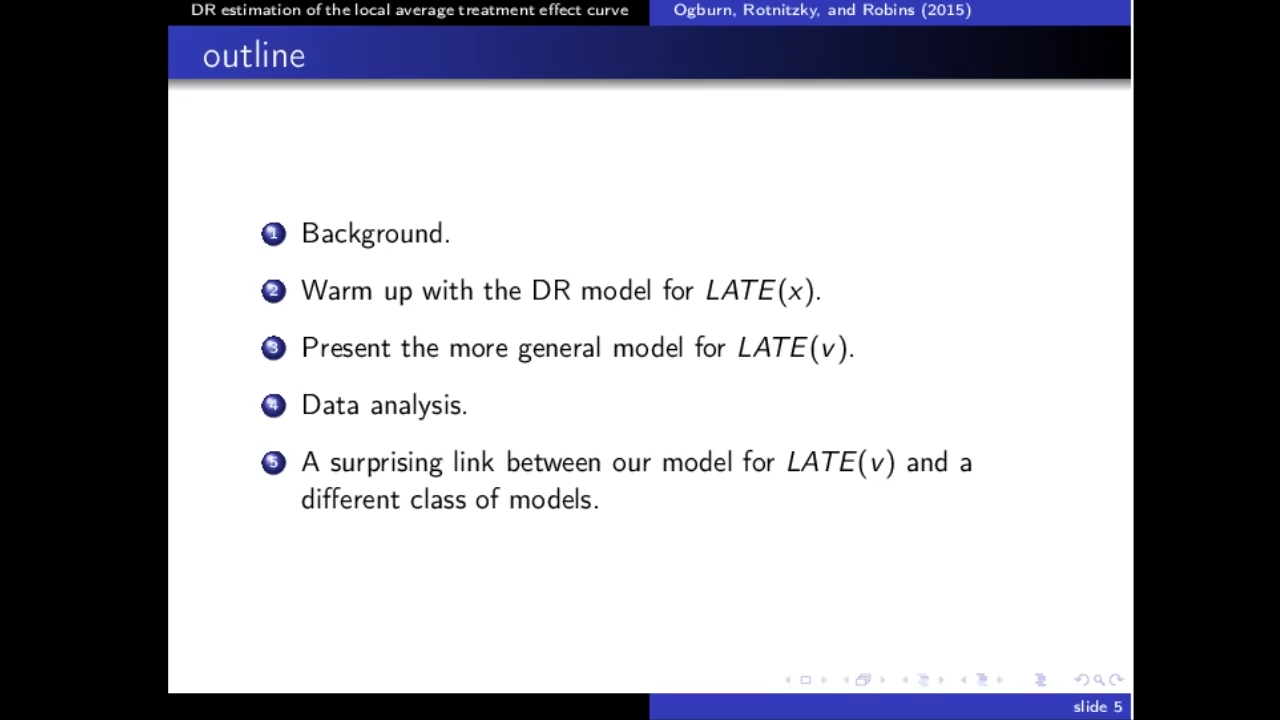 DR estimation of the local average treatment effect curve
Ogburn, Rotnitzky, and Robins (2015)
outline
1 Background.
2 Warm up with the DR model for LATE(x).
3 Present the more general model for LATE(v).
4 Data analysis.
5 A surprising link between our model for LATE(v) and a
different class of models.
slide 5